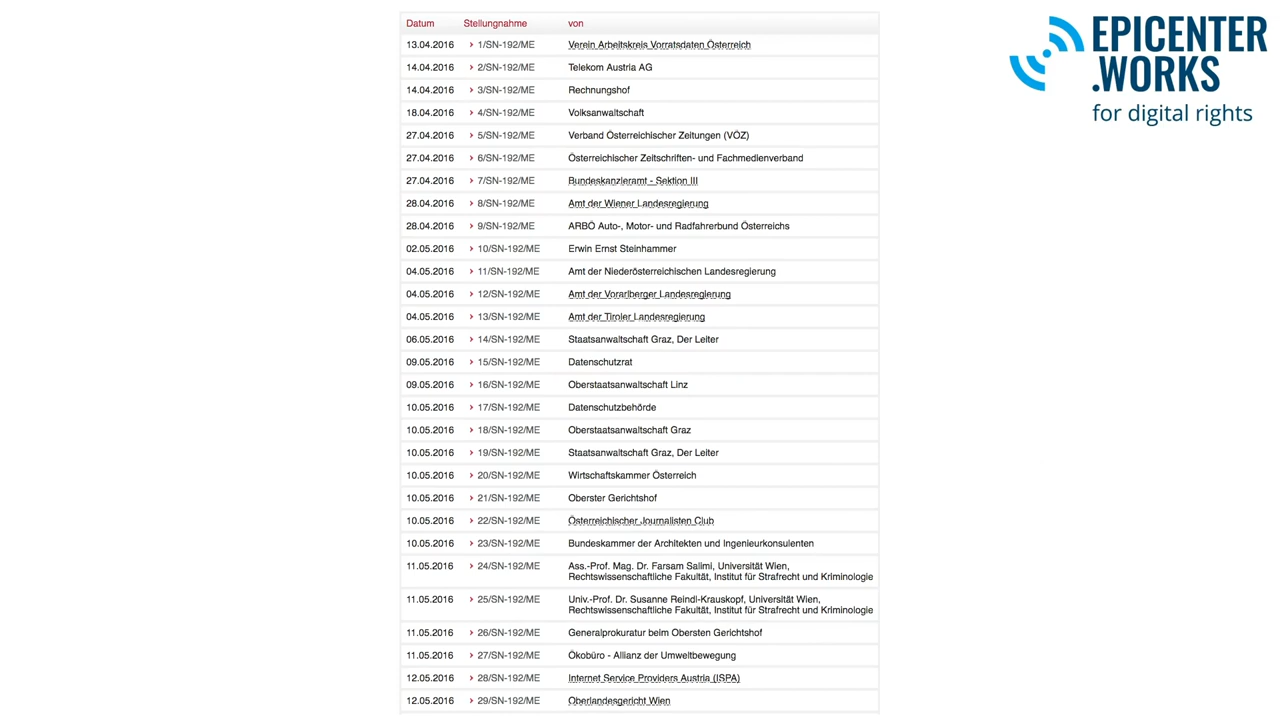 Datum Stellungnahme von
13.04.2016 › 1/SN-192/ME Verein Arbeitskreis Vorratsdaten Österreich
14.04.2016 › 2/SN-192/ME Telekom Austria AG
14.04.2016 › 3/SN-192/ME Rechnungshof
18.04.2016 › 4/SN-192/ME Volksanwaltschaft
27.04.2016 › 5/SN-192/ME Verband Österreichischer Zeitungen (VÖZ)
27.04.2016 › 6/SN-192/ME Österreichischer Zeitschriften- und Fachmedienverband
27.04.2016 › 7/SN-192/ME Bundeskanzleramt - Sektion III
28.04.2016 › 8/SN-192/ME Amt der Wiener Landesregierung
28.04.2016 › 9/SN-192/ME ARBÖ Auto-, Motor- und Radfahrerbund Österreichs
02.05.2016 › 10/SN-192/ME Erwin Ernst Steinhammer
04.05.2016 › 11/SN-192/ME Amt der Niederösterreichischen Landesregierung
04.05.2016 › 12/SN-192/ME Amt der Vorarlberger Landesregierung
04.05.2016 › 13/SN-192/ME Amt der Tiroler Landesregierung
06.05.2016 › 14/SN-192/ME Staatsanwaltschaft Graz, Der Leiter
09.05.2016 › 15/SN-192/ME Datenschutzrat
09.05.2016 › 16/SN-192/ME Oberstaatsanwaltschaft Linz
10.05.2016 › 17/SN-192/ME Datenschutzbehörde
10.05.2016 › 18/SN-192/ME Oberstaatsanwaltschaft Graz
10.05.2016 › 19/SN-192/ME Staatsanwaltschaft Graz, Der Leiter
10.05.2016 › 20/SN-192/ME Wirtschaftskammer Österreich
10.05.2016 › 21/SN-192/ME Oberster Gerichtshof
10.05.2016 › 22/SN-192/ME Österreichischer Journalisten Club
10.05.2016 › 23/SN-192/ME Bundeskammer der Architekten und Ingenieurkonsulenten
11.05.2016 › 24/SN-192/ME Ass.-Prof. Mag. Dr. Farsam Salimi, Universität Wien,
Rechtswissenschaftliche Fakultät, Institut für Strafrecht und Kriminologie
11.05.2016 › 25/SN-192/ME Univ.-Prof. Dr. Susanne Reindl-Krauskopf, Universität Wien,
Rechtswissenschaftliche Fakultät, Institut für Strafrecht und Kriminologie
11.05.2016 › 26/SN-192/ME Generalprokuratur beim Obersten Gerichtshof
11.05.2016 › 27/SN-192/ME Ökobüro - Allianz der Umweltbewegung
12.05.2016 › 28/SN-192/ME Internet Service Providers Austria (ISPA)
12.05.2016 › 29/SN-192/ME Oberlandesgericht Wien
EPICENTER
.WORKS
for digital rights